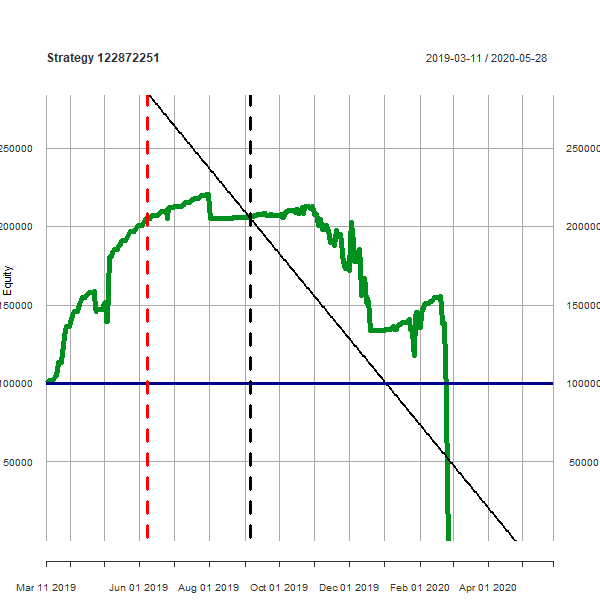 Strategy 122872251
2019-03-11 / 2020-05-28
250000 250000
200000 200000
Equity
150000 150000
100000 100000
50000 50000
Mar 11 2019 Jun 01 2019 Aug 01 2019 Oct 01 2019 Dec 01 2019 Feb 01 2020 Apr 01 2020